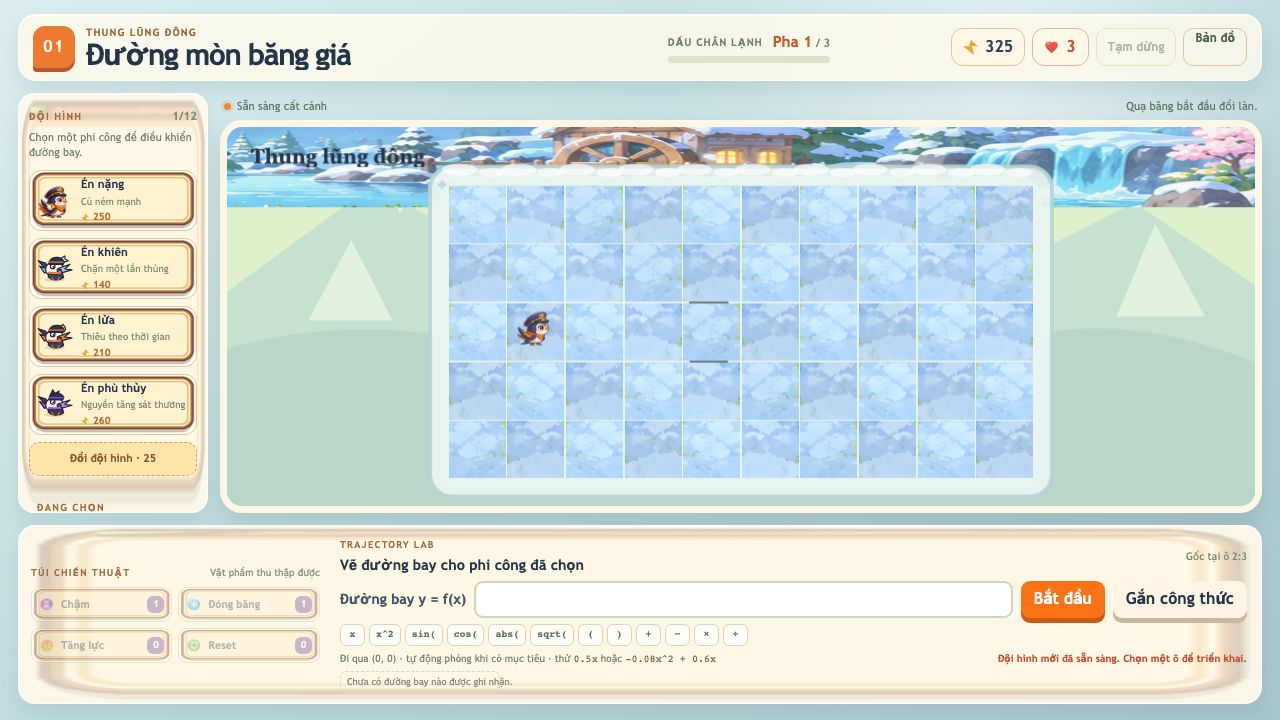 01
THUNG LŨNG ĐÔNG
Đường mòn băng giá
DẤU CHÂN LẠNH Pha 1 / 3
325
3
Tạm dừng
Bản đồ
ĐỘI HÌNH 1/12
Chọn một phi công để điều khiển
đường bay.
Én nặng
Cú ném mạnh
250
Én khiên
Chặn một lần thủng
140
Én lửa
Thiêu theo thời gian
210
Én phù thủy
Nguyền tăng sát thương
260
Đổi đội hình · 25
ĐANG CHỌN
Sẵn sàng cất cánh
Quạ băng bắt đầu đổi làn.
Thung lũng đông
TÚI CHIẾN THUẬT
Vật phẩm thu thập được
Chậm 1
Đóng băng 1
Tăng lực 0
Reset 0
TRAJECTORY LAB
Vẽ đường bay cho phi công đã chọn
Gốc tại ô 2:3
Đường bay y = f(x)
Bắt đầu
Gắn công thức
x x^2 sin( cos( abs( sqrt( ( ) + − × ÷
Đi qua (0, 0) · tự động phóng khi có mục tiêu · thử 0.5x hoặc −0.08x^2 + 0.6x
Đội hình mới đã sẵn sàng. Chọn một ô để triển khai.
Chưa có đường bay nào được ghi nhận.